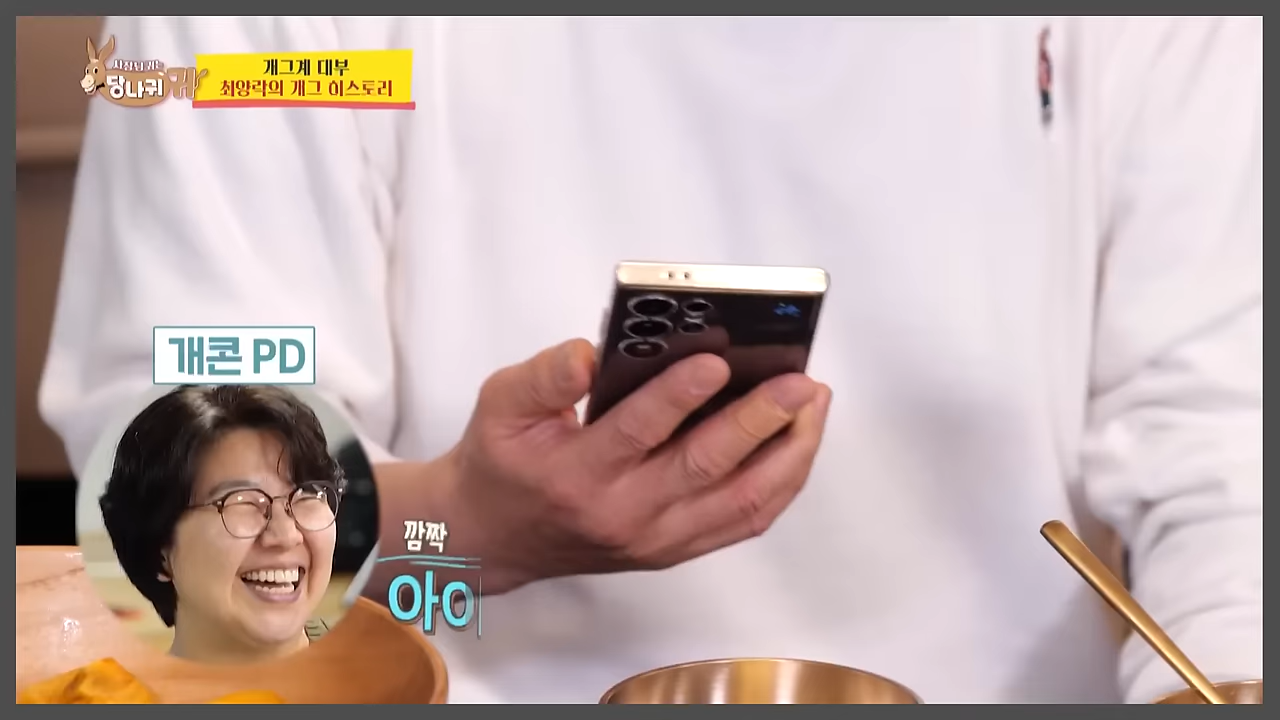 사장님 귀는
당나귀 귀
개그계 대부
최양락의 개그 히스토리
개콘 PD
깜짝
아이